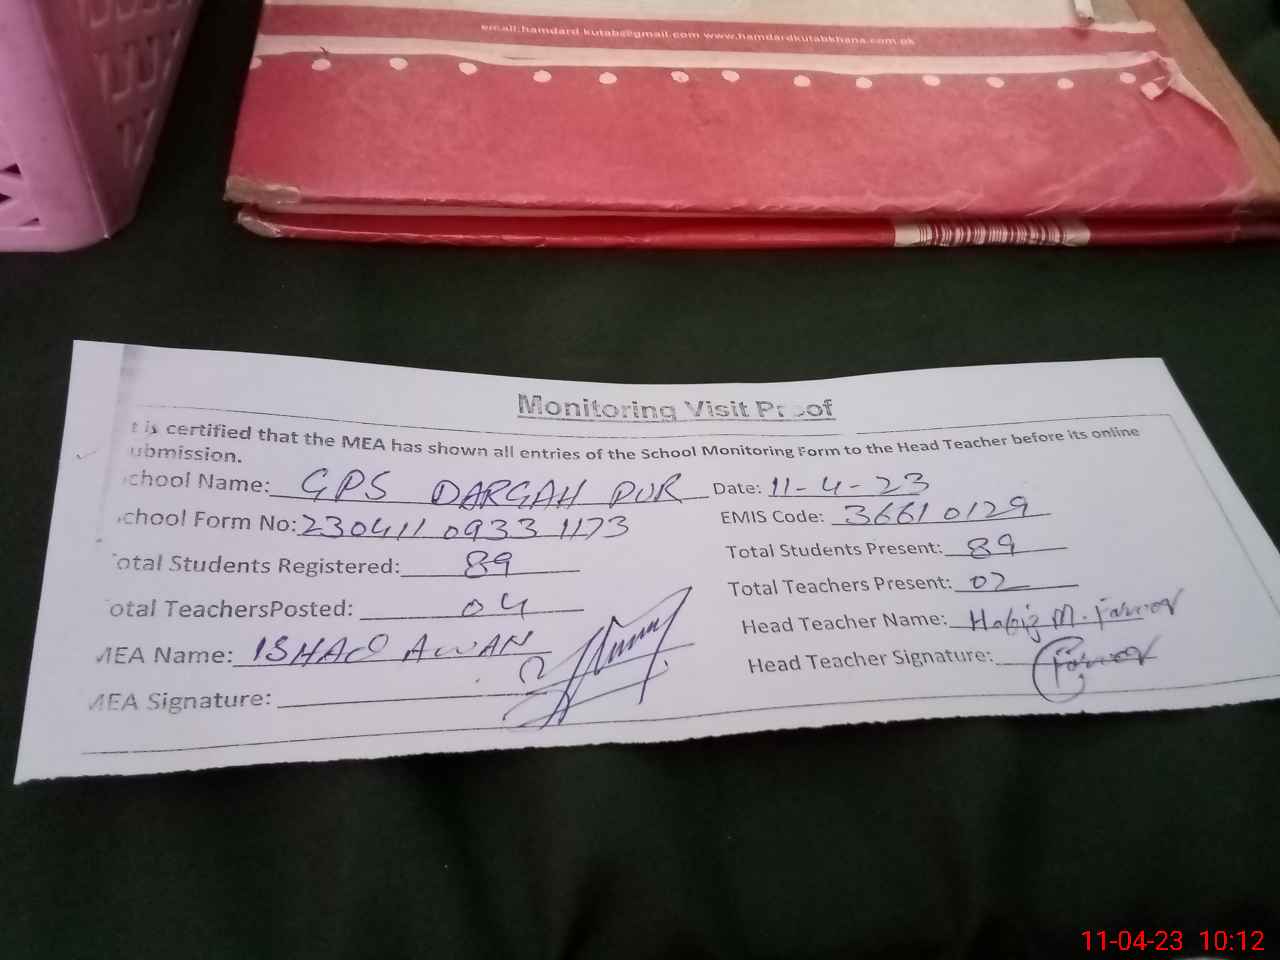 email:hamdard.kutab@gmail.com www.hamdardkutabkhana.com.pk
Monitoring Visit Proof
t is certified that the MEA has shown all entries of the School Monitoring Form to the Head Teacher before its online
ubmission.
chool Name: GPS DARGAH PUR Date: 11-4-23
chool Form No: 230411 0933 1173 EMIS Code: 36610129
otal Students Registered: 89 Total Students Present: 89
otal TeachersPosted: 04 Total Teachers Present: 02
MEA Name: ISHAQ AWAN Head Teacher Name: Hafiz M. Farooq
MEA Signature: Head Teacher Signature: Farooq
11-04-23 10:12